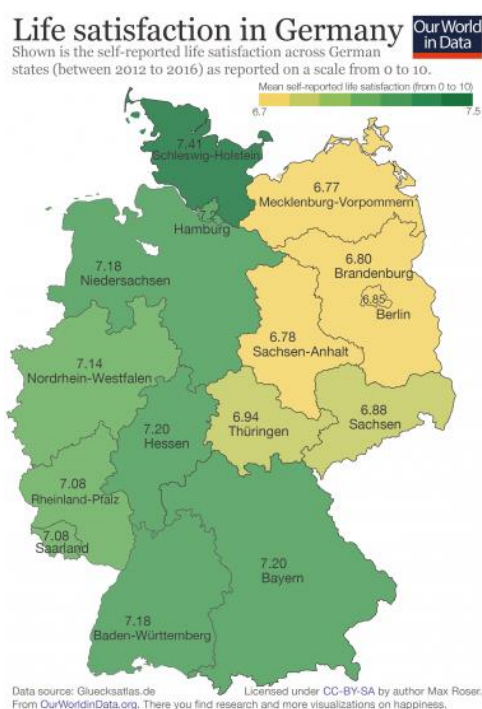 Life satisfaction in Germany
Our World
in Data
Shown is the self-reported life satisfaction across German
states (between 2012 to 2016) as reported on a scale from 0 to 10.
Mean self-reported life satisfaction (from 0 to 10)
6.7
7.5
7.41
Schleswig-Holstein
7.2
Hamburg
6.77
Mecklenburg-Vorpommern
7.18
Niedersachsen
6.80
Brandenburg
6.85
Berlin
6.78
Sachsen-Anhalt
7.14
Nordrhein-Westfalen
7.20
Hessen
6.94
Thüringen
6.88
Sachsen
7.08
Rheinland-Pfalz
7.08
Saarland
7.20
Bayern
7.18
Baden-Württemberg
Data source: Gluecksatlas.de
Licensed under CC-BY-SA by author Max Roser.
From OurWorldinData.org. There you find research and more visualizations on happiness.